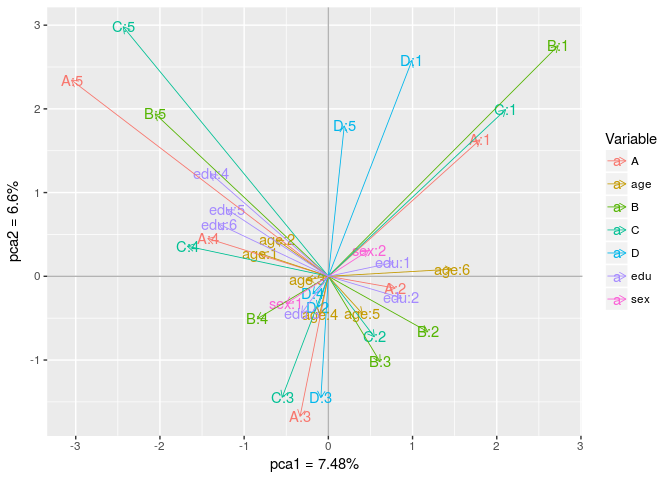 3
2
1
0
-1
-3
-2
-1
0
1
2
3
pca2 = 6.6%
pca1 = 7.48%
C:5
B:1
D:1
A:5
C:1
B:5
D:5
A:1
edu:4
edu:5
edu:6
A:4
age:2
C:4
age:1
sex:2
edu:1
age:6
A:2
D:4
edu:2
sex:1
D:2
age:4
age:5
B:4
B:2
C:2
B:3
C:3
D:3
A:3
Variable
a A
a age
a B
a C
a D
a edu
a sex